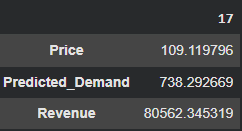 17
Price 109.119796
Predicted_Demand 738.292669
Revenue 80562.345319